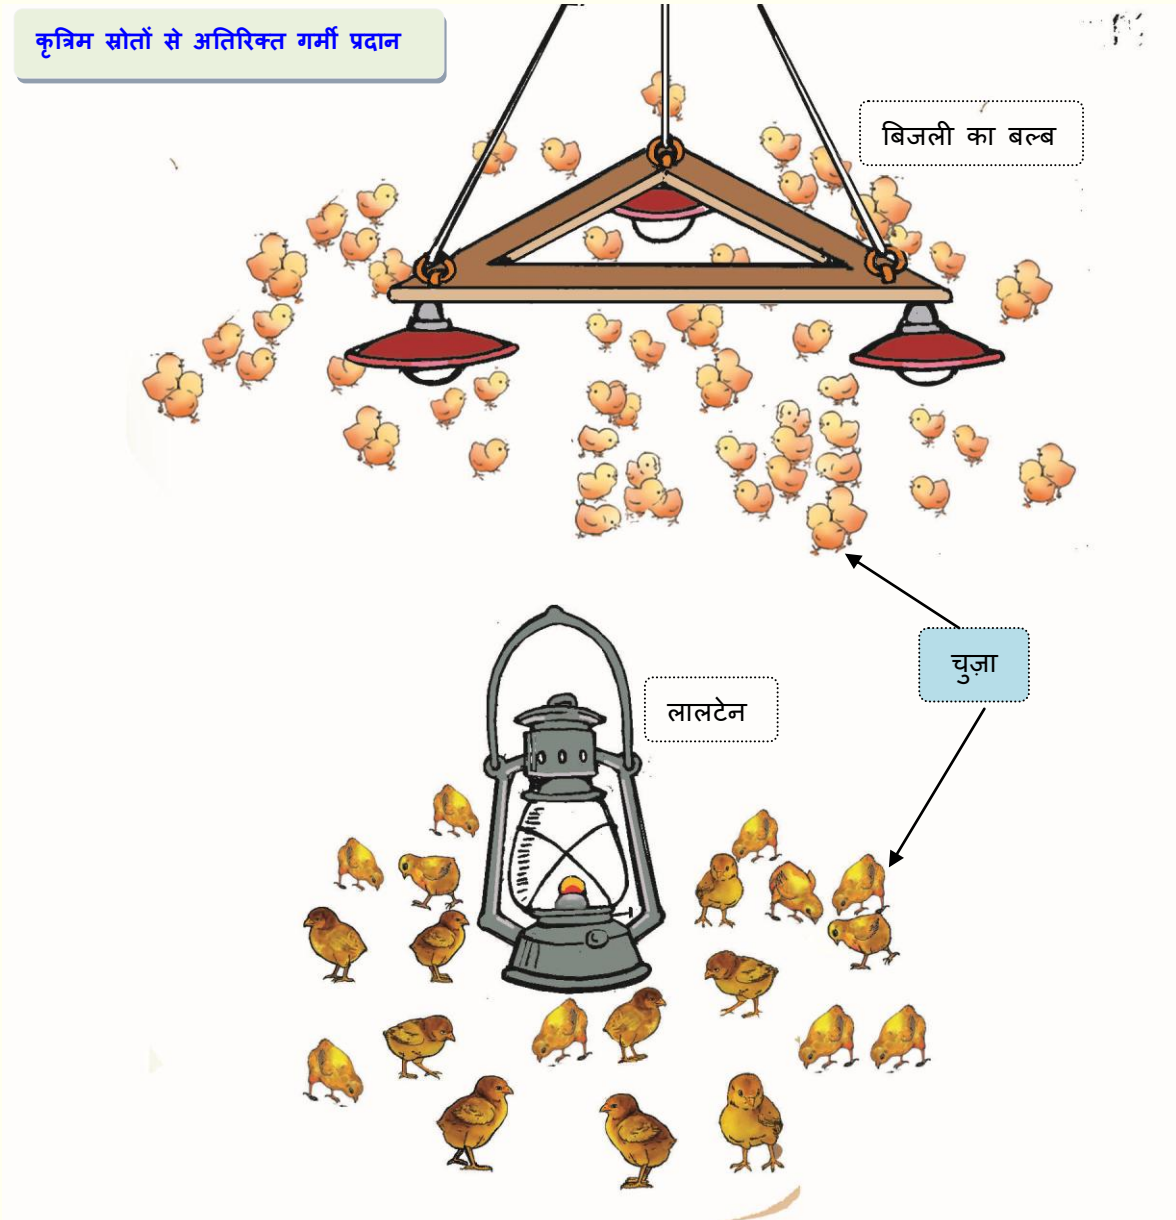 कृत्रिम स्रोतों से अतिरिक्त गर्मी प्रदान
बिजली का बल्ब
चुज़ा
लालटेन